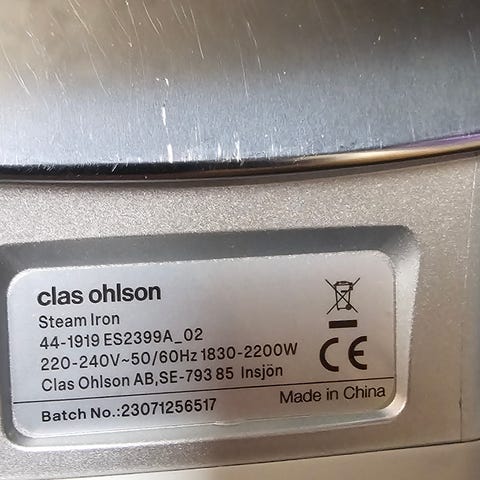 clas ohlson
Steam Iron
44-1919 ES2399A_02
220-240V~50/60Hz 1830-2200W
Clas Ohlson AB,SE-793 85 Insjön
CE
Made in China
Batch No.:23071256517